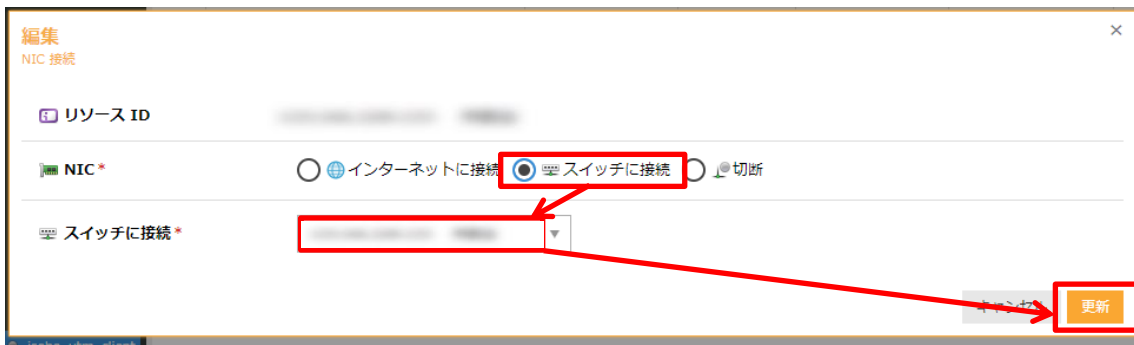 編集
NIC 接続
リソース ID
NIC*
インターネットに接続
スイッチに接続
切断
スイッチに接続*
更新